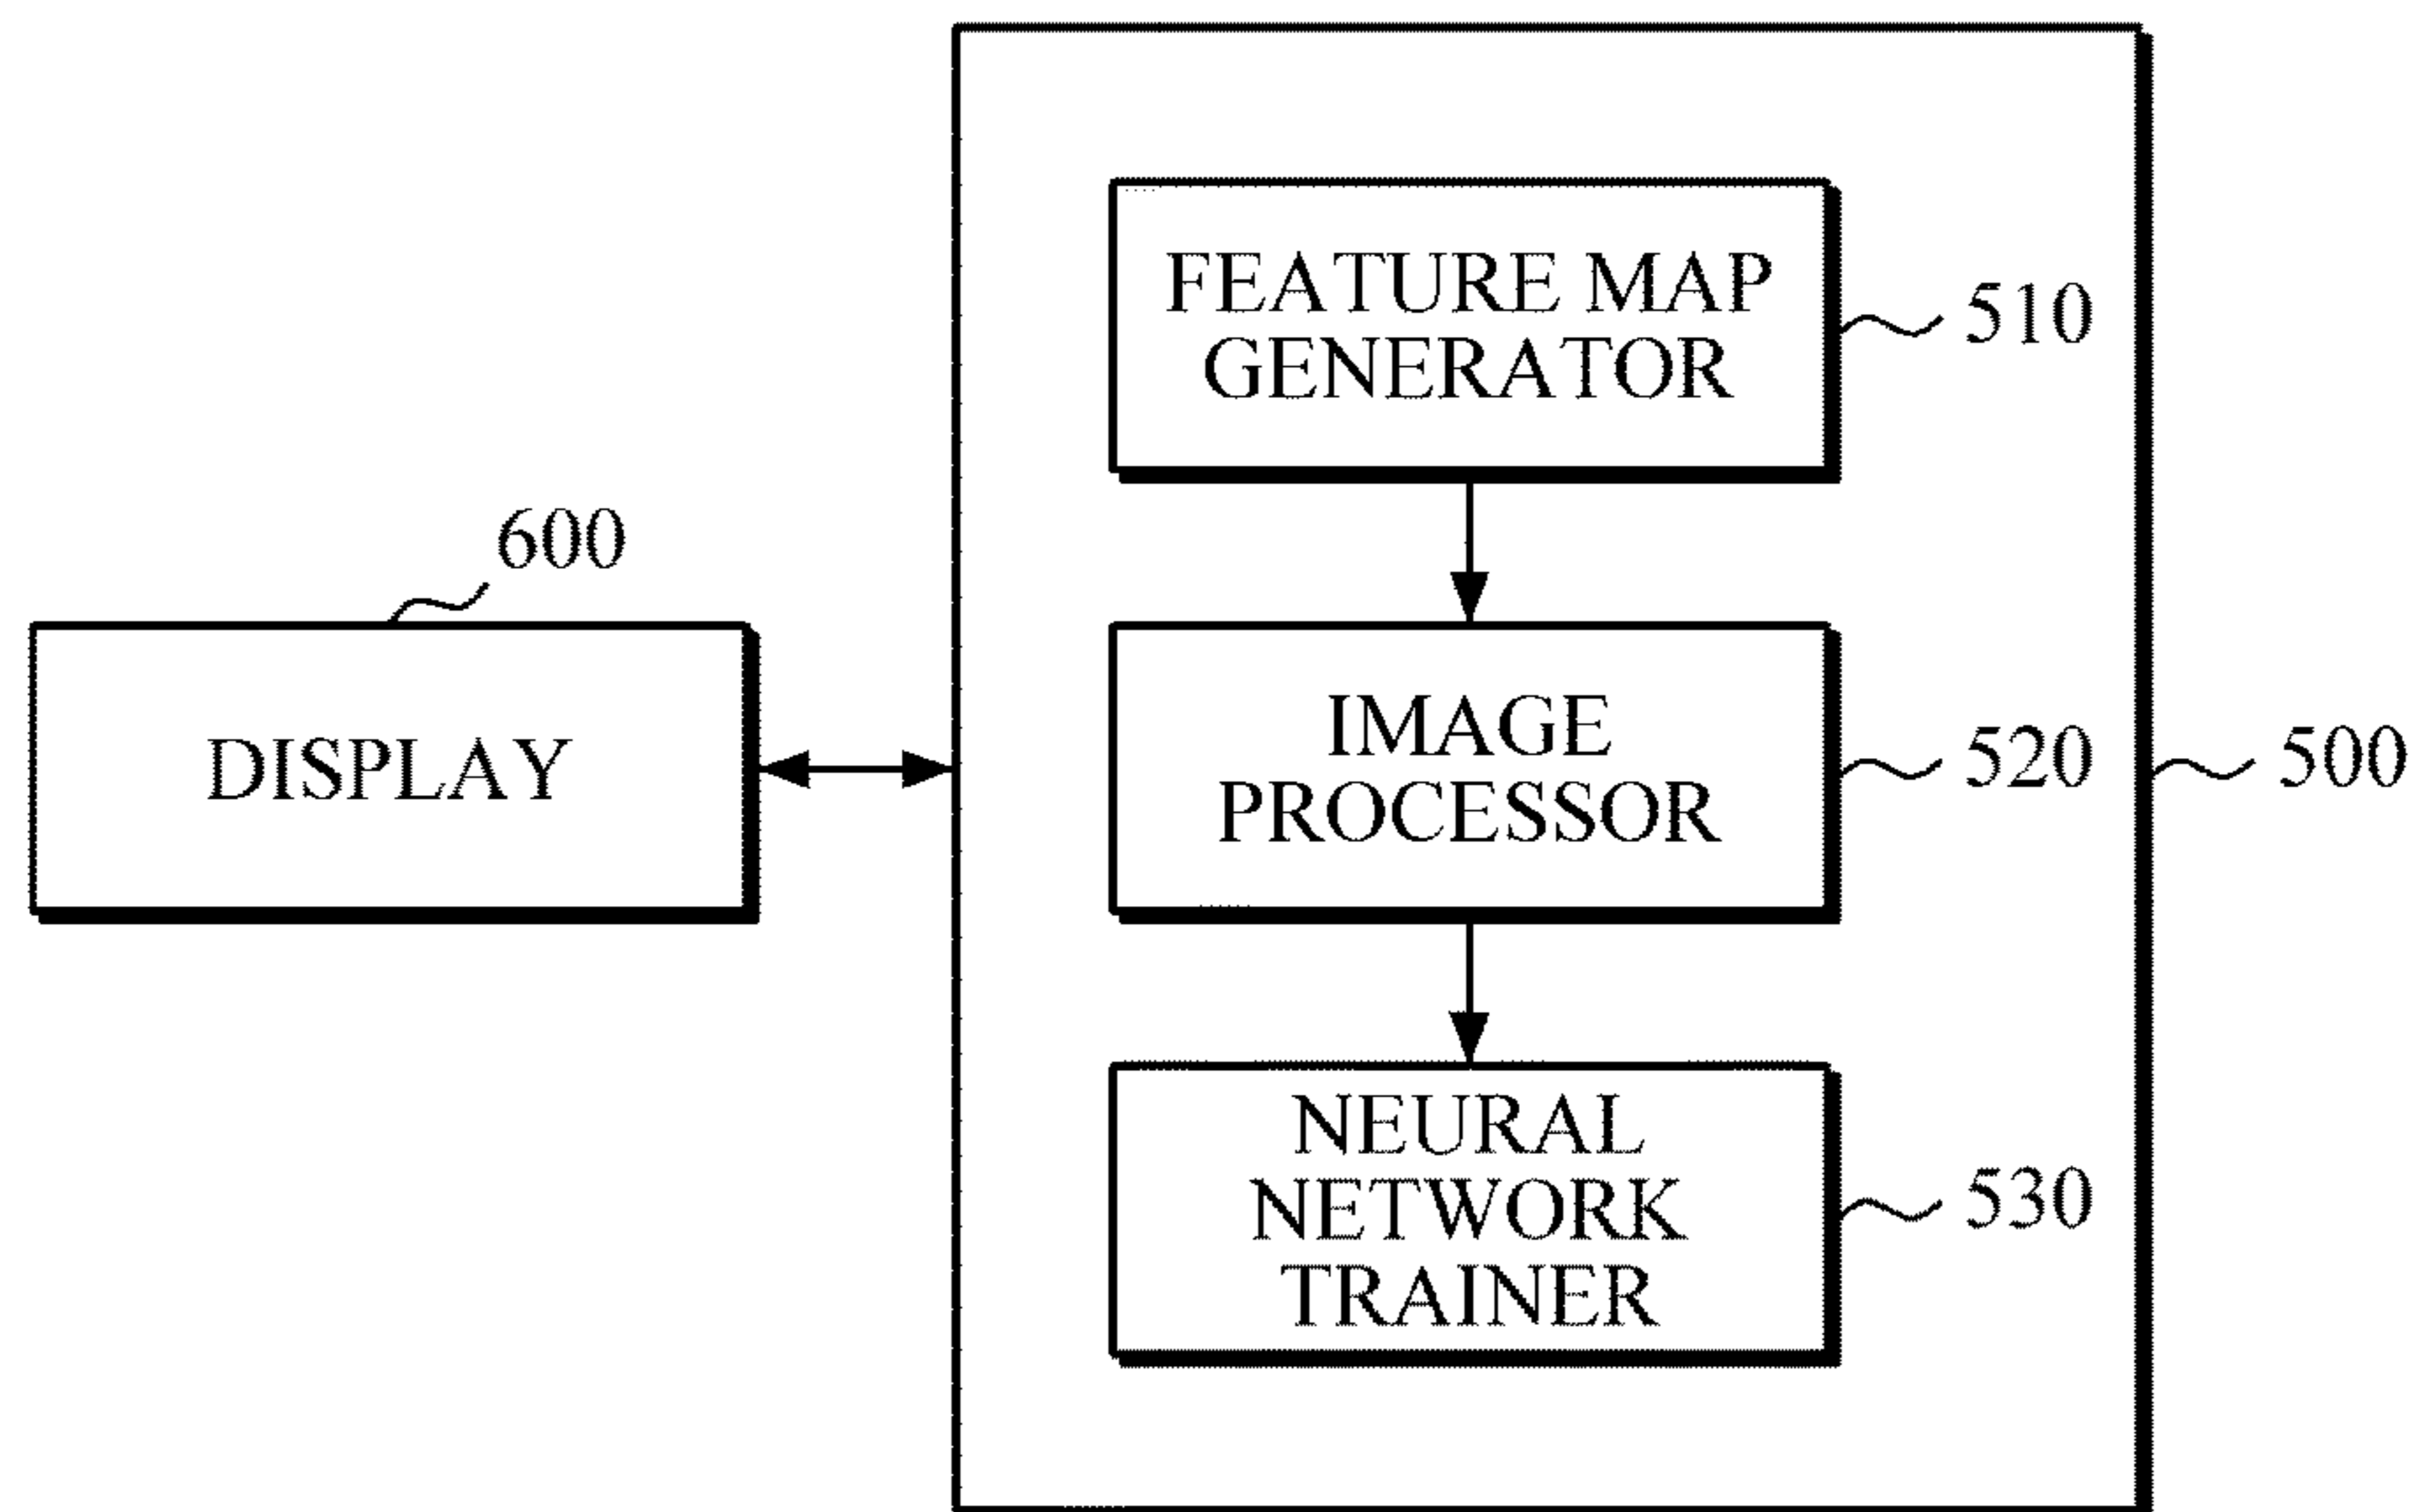 600
DISPLAY
FEATURE MAP
GENERATOR
510
IMAGE
PROCESSOR
520
500
NEURAL
NETWORK
TRAINER
530